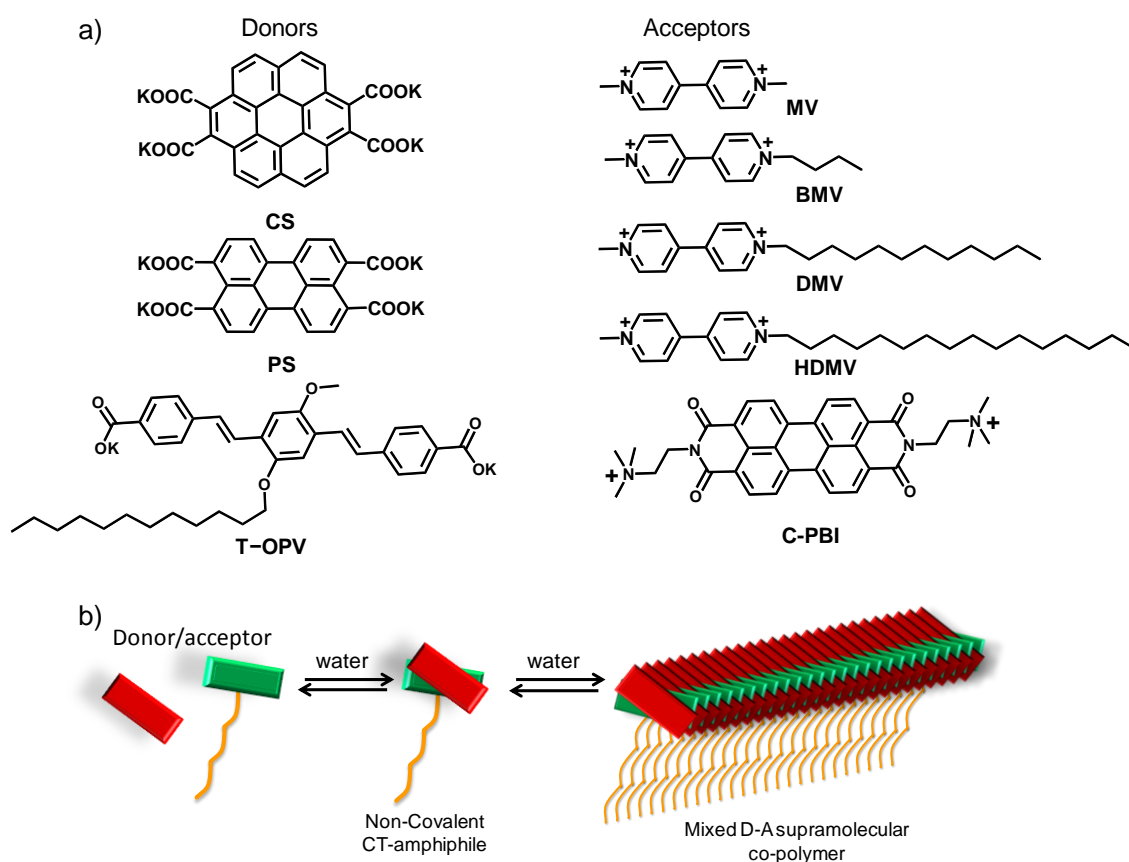 a)
Donors
Acceptors
KOOC
COOK
KOOC
COOK
CS
KOOC
COOK
KOOC
COOK
PS
O
OK
O
O
O
OK
T−OPV
+
N
+
N
MV
+
N
+
N
BMV
+
N
+
N
DMV
+
N
+
N
HDMV
O
O
N
+
N
N
+
N
O
O
C-PBI
b)
Donor/acceptor
water
water
Non-Covalent
CT-amphiphile
Mixed D-A supramolecular
co-polymer